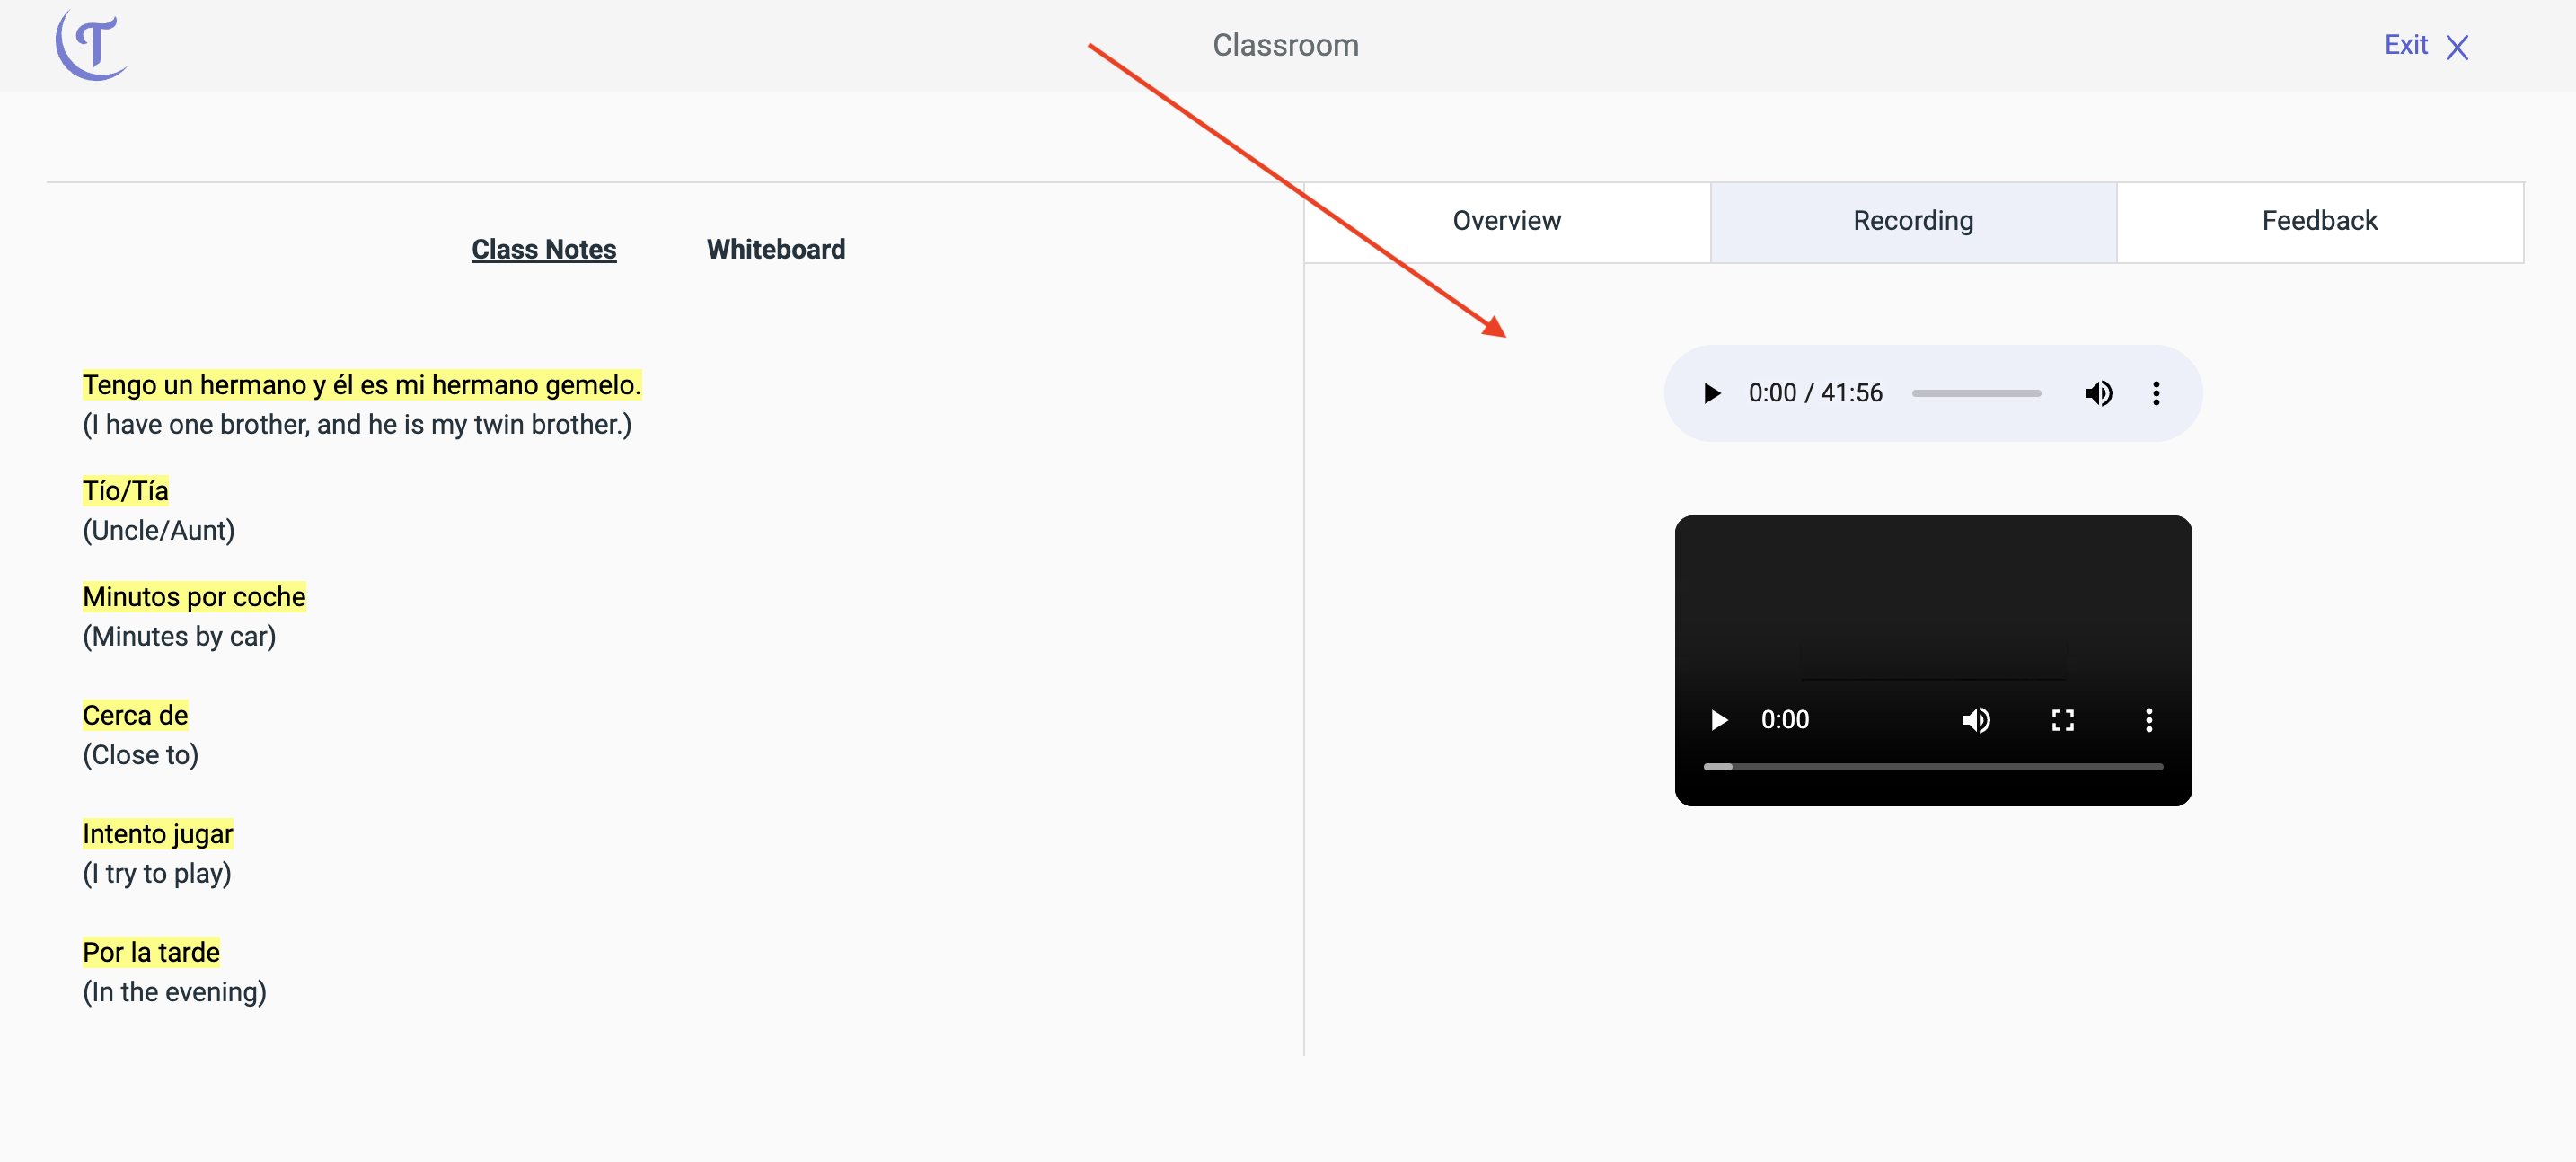 Classroom
Exit
Class Notes
Whiteboard
Overview
Recording
Feedback
Tengo un hermano y él es mi hermano gemelo.
(I have one brother, and he is my twin brother.)
Tío/Tía
(Uncle/Aunt)
Minutos por coche
(Minutes by car)
Cerca de
(Close to)
Intento jugar
(I try to play)
Por la tarde
(In the evening)
0:00 / 41:56
0:00